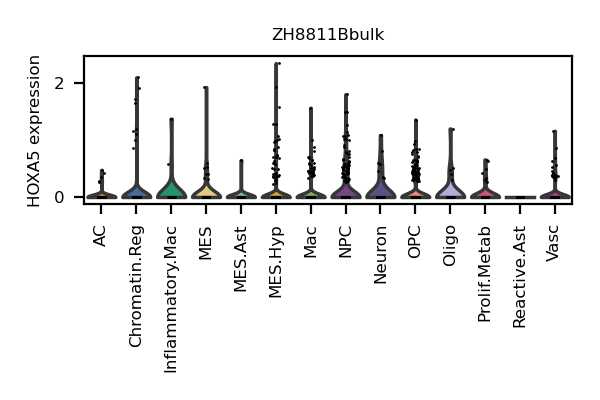 ZH8811Bbulk
HOXA5 expression
2
0
AC
Chromatin.Reg
Inflammatory.Mac
MES
MES.Ast
MES.Hyp
Mac
NPC
Neuron
OPC
Oligo
Prolif.Metab
Reactive.Ast
Vasc